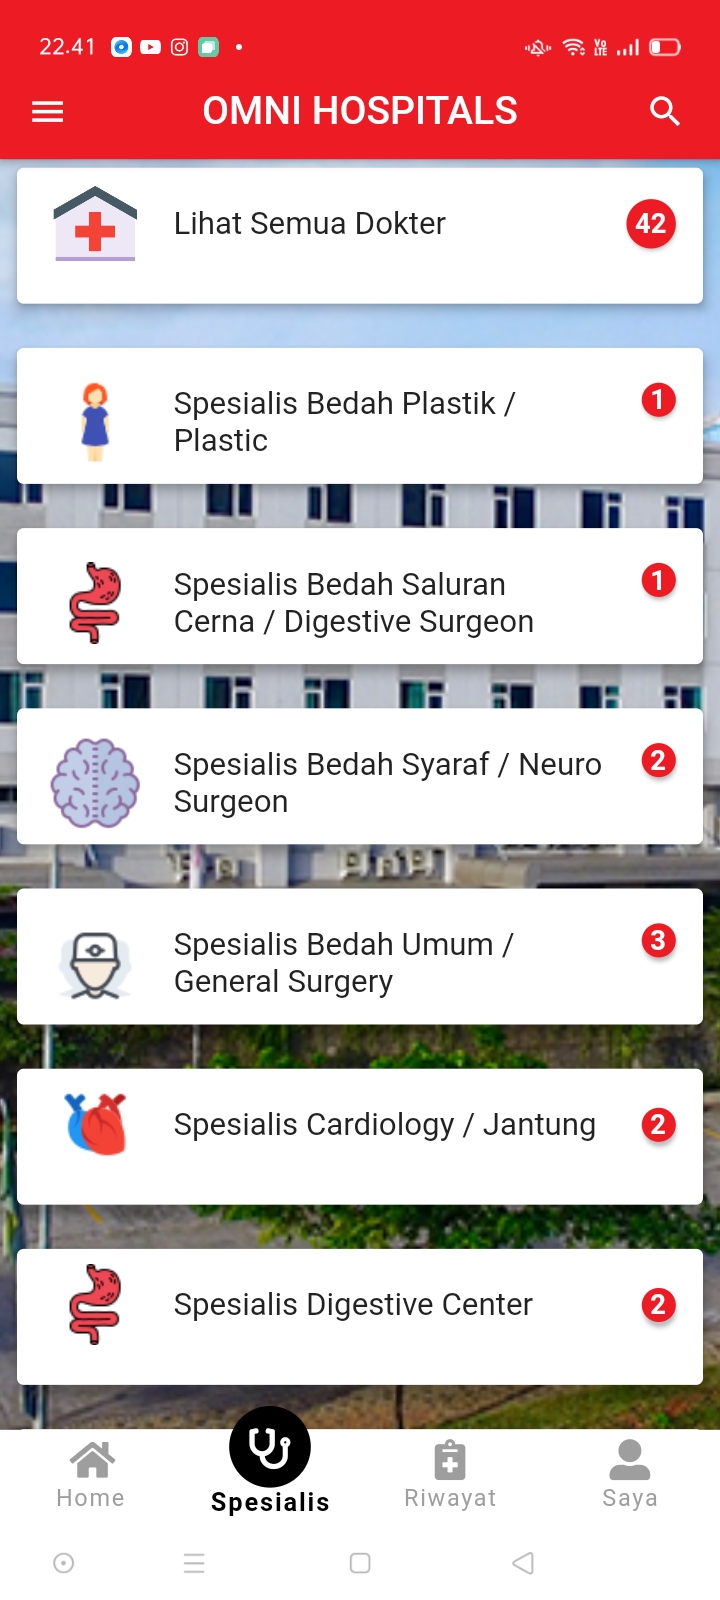 22.41
Vo
LTE
OMNI HOSPITALS
Lihat Semua Dokter
42
Spesialis Bedah Plastik /
Plastic
1
Spesialis Bedah Saluran
Cerna / Digestive Surgeon
1
Spesialis Bedah Syaraf / Neuro
Surgeon
2
Spesialis Bedah Umum /
General Surgery
3
Spesialis Cardiology / Jantung
2
Spesialis Digestive Center
2
Home
Spesialis
Riwayat
Saya